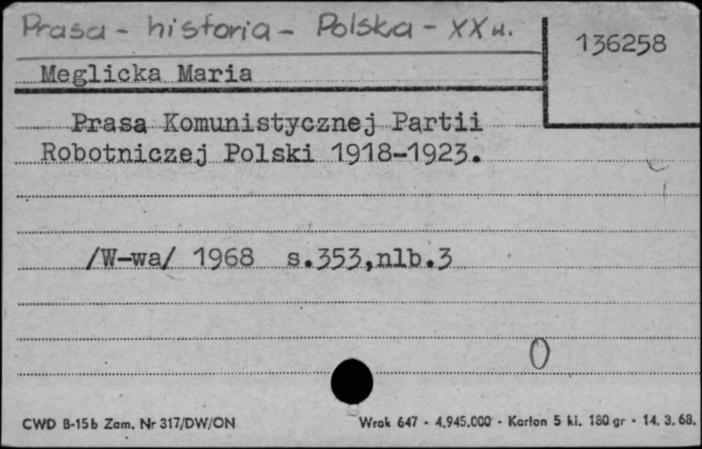 Prasa - historia - Polska - XX w.
136258
Meglicka Maria
Prasa Komunistycznej Partii
Robotniczej Polski 1918-1923.
/W-wa/ 1968 s.353,nlb.3
0
CWD B-15b Zam. Nr 317/DW/ON
Wrak 647 - 4.945.000 - Karton 5 kl. 180 gr - 14. 3. 68.